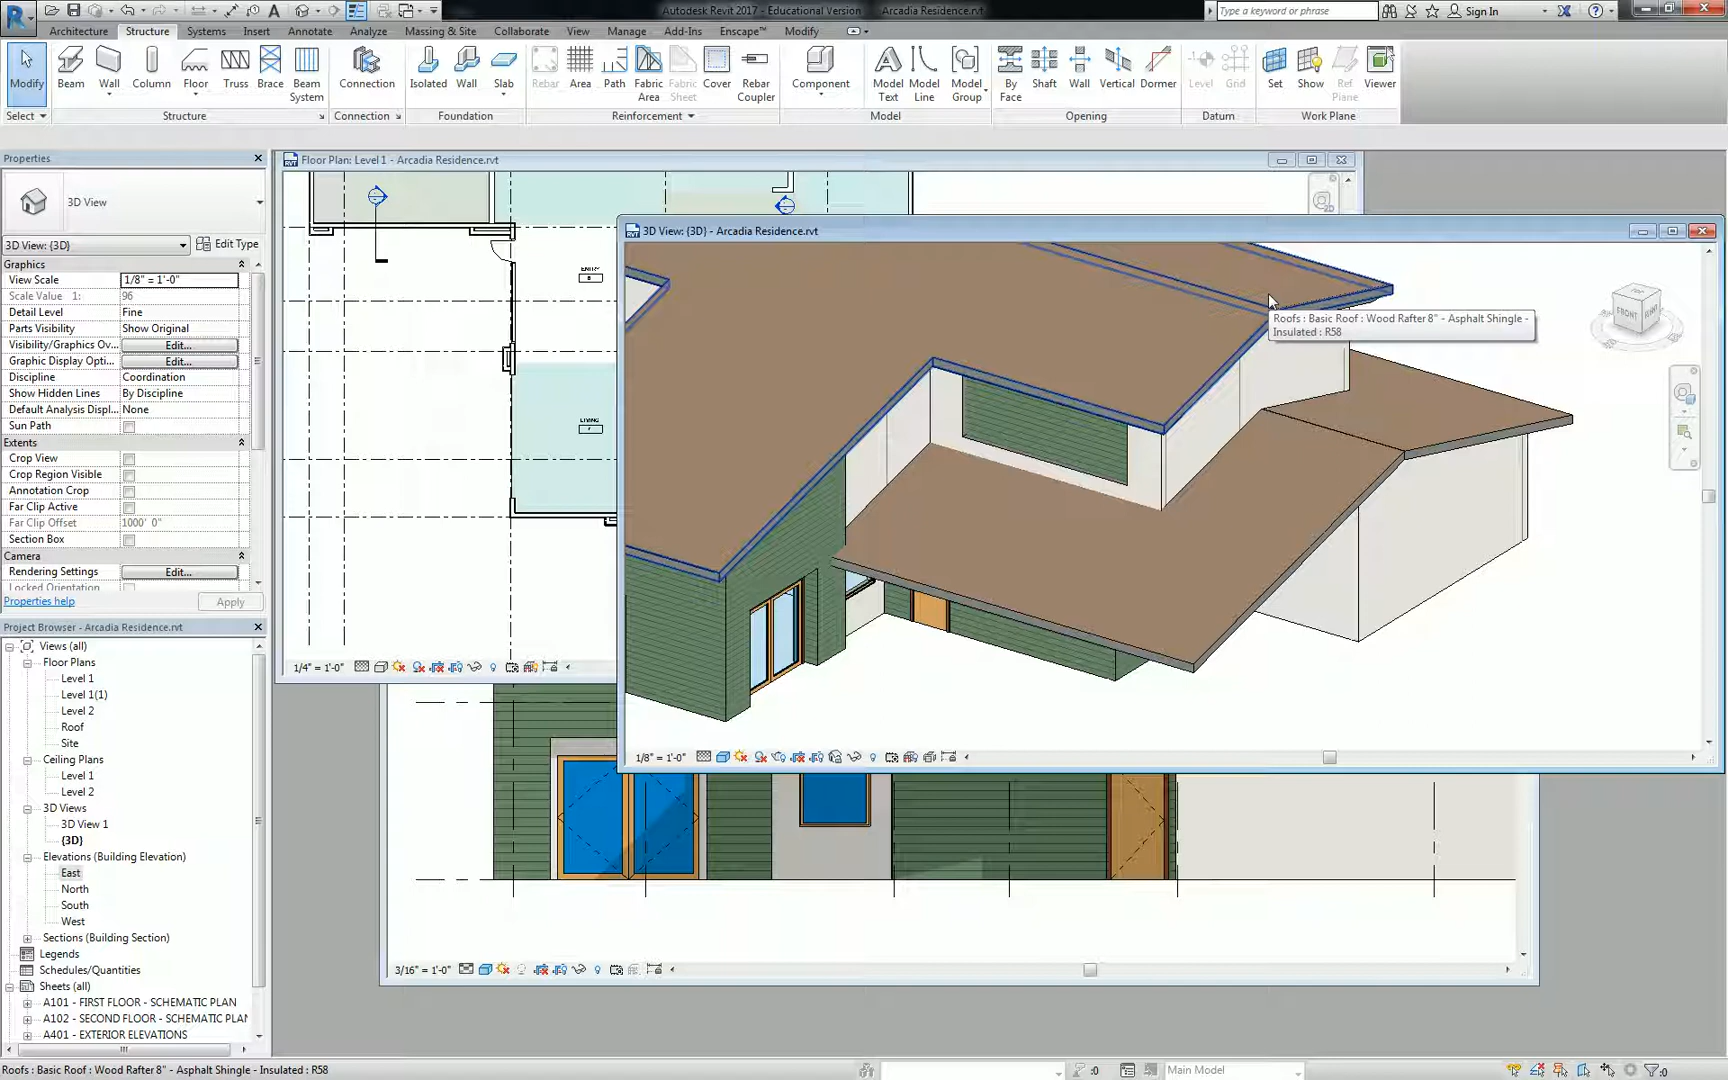 Autodesk Revit 2017 - Educational Version    Arcadia Residence.rvt
Type a keyword or phrase
Sign In
Architecture Structure Systems Insert Annotate Analyze Massing & Site Collaborate View Manage Add-Ins Enscape™ Modify
Modify Beam Wall Column Floor Truss Brace Beam System Connection Isolated Wall Slab Rebar Area Path Fabric Area Fabric Sheet Cover Rebar Coupler Component Model Text Model Line Model Group By Face Shaft Wall Vertical Dormer Level Grid Set Show Ref Plane Viewer
Select Structure Connection Foundation Reinforcement Model Opening Datum Work Plane
Properties
3D View
3D View: {3D} Edit Type
Graphics
View Scale 1/8" = 1'-0"
Scale Value 1: 96
Detail Level Fine
Parts Visibility Show Original
Visibility/Graphics Ov... Edit...
Graphic Display Opti... Edit...
Discipline Coordination
Show Hidden Lines By Discipline
Default Analysis Displ... None
Sun Path
Extents
Crop View
Crop Region Visible
Annotation Crop
Far Clip Active
Far Clip Offset 1000' 0"
Section Box
Camera
Rendering Settings Edit...
Locked Orientation
Properties help Apply
Project Browser - Arcadia Residence.rvt
Views (all)
Floor Plans
Level 1
Level 1(1)
Level 2
Roof
Site
Ceiling Plans
Level 1
Level 2
3D Views
3D View 1
{3D}
Elevations (Building Elevation)
East
North
South
West
Sections (Building Section)
Legends
Schedules/Quantities
Sheets (all)
A101 - FIRST FLOOR - SCHEMATIC PLAN
A102 - SECOND FLOOR - SCHEMATIC PLAN
A401 - EXTERIOR ELEVATIONS
Floor Plan: Level 1 - Arcadia Residence.rvt
ENTRY
LIVING
1/4" = 1'-0"
3D View: {3D} - Arcadia Residence.rvt
TOP
FRONT
Roofs : Basic Roof : Wood Rafter 8" - Asphalt Shingle -
Insulated : R58
1/8" = 1'-0"
3/16" = 1'-0"
Roofs : Basic Roof : Wood Rafter 8" - Asphalt Shingle - Insulated : R58
:0
Main Model
:0